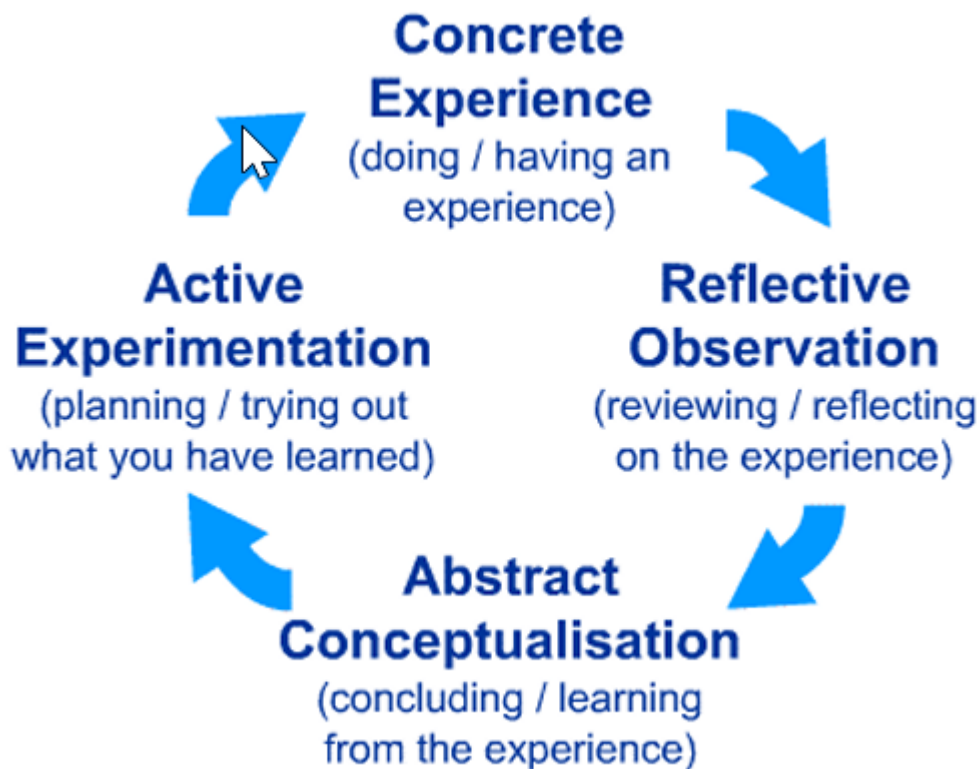 Concrete
Experience
(doing / having an
experience)
Reflective
Observation
(reviewing / reflecting
on the experience)
Abstract
Conceptualisation
(concluding / learning
from the experience)
Active
Experimentation
(planning / trying out
what you have learned)